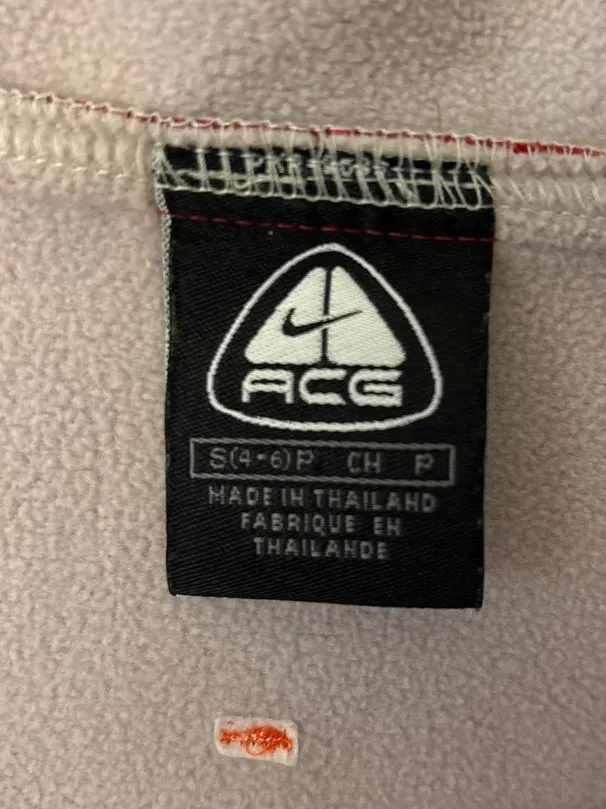 ACG
S(4-6)P CH P
MADE IN THAILAND
FABRIQUE EN
THAILANDE